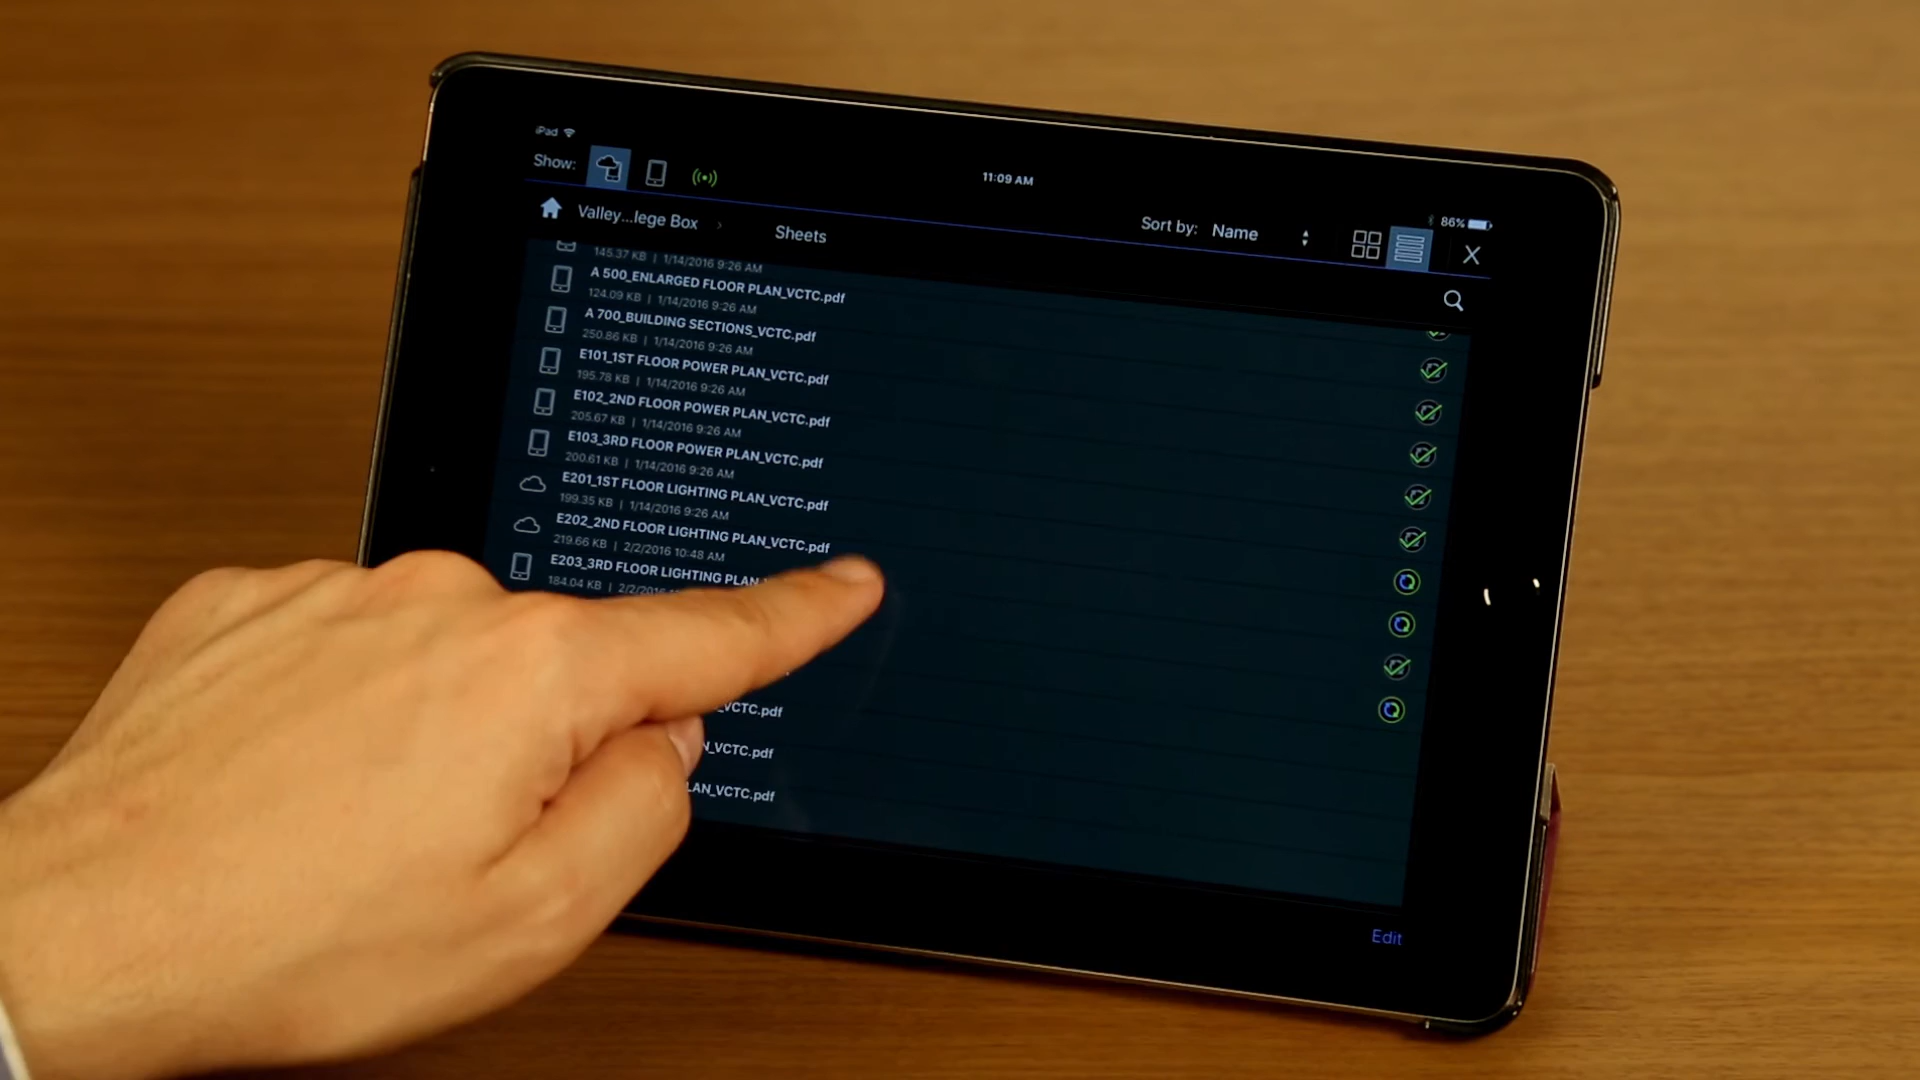 iPad
Show:
11:09 AM
86%
Valley...lege Box
Sheets
Sort by: Name
145.37 KB | 1/14/2016 9:26 AM
A 500_ENLARGED FLOOR PLAN_VCTC.pdf
124.09 KB | 1/14/2016 9:26 AM
A 700_BUILDING SECTIONS_VCTC.pdf
250.86 KB | 1/14/2016 9:26 AM
E101_1ST FLOOR POWER PLAN_VCTC.pdf
195.78 KB | 1/14/2016 9:26 AM
E102_2ND FLOOR POWER PLAN_VCTC.pdf
205.67 KB | 1/14/2016 9:26 AM
E103_3RD FLOOR POWER PLAN_VCTC.pdf
200.61 KB | 1/14/2016 9:26 AM
E201_1ST FLOOR LIGHTING PLAN_VCTC.pdf
199.35 KB | 1/14/2016 9:26 AM
E202_2ND FLOOR LIGHTING PLAN_VCTC.pdf
219.66 KB | 2/2/2016 10:48 AM
E203_3RD FLOOR LIGHTING PLAN
184.04 KB | 2/2/2016
_VCTC.pdf
N_VCTC.pdf
LAN_VCTC.pdf
Edit